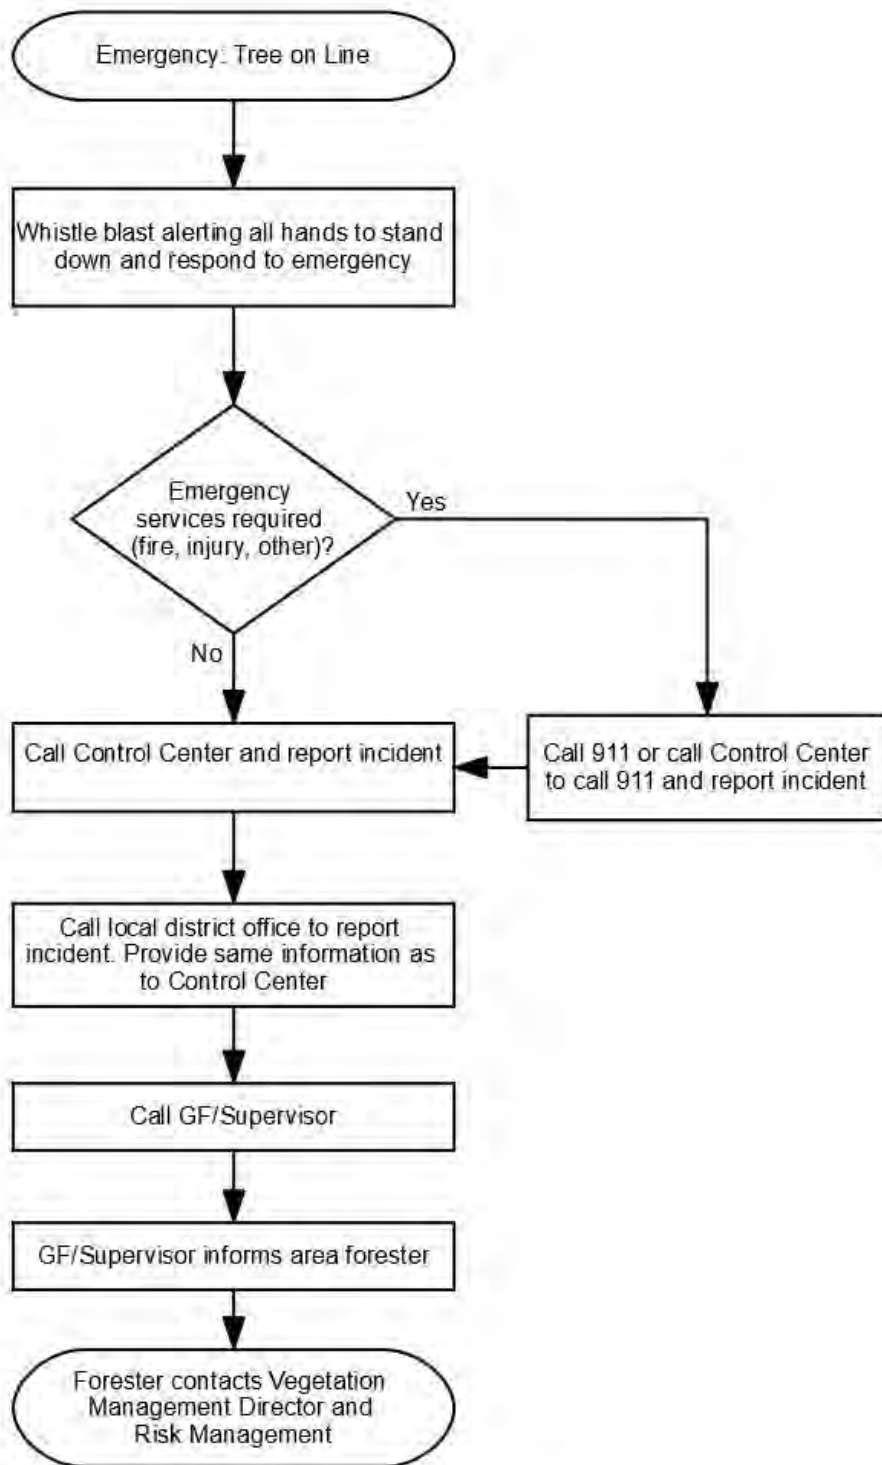 Emergency: Tree on Line
Whistle blast alerting all hands to stand
down and respond to emergency
Emergency
services required
(fire, injury, other)?
Yes
No
Call Control Center and report incident
Call 911 or call Control Center
to call 911 and report incident
Call local district office to report
incident. Provide same information as
to Control Center
Call GF/Supervisor
GF/Supervisor informs area forester
Forester contacts Vegetation
Management Director and
Risk Management